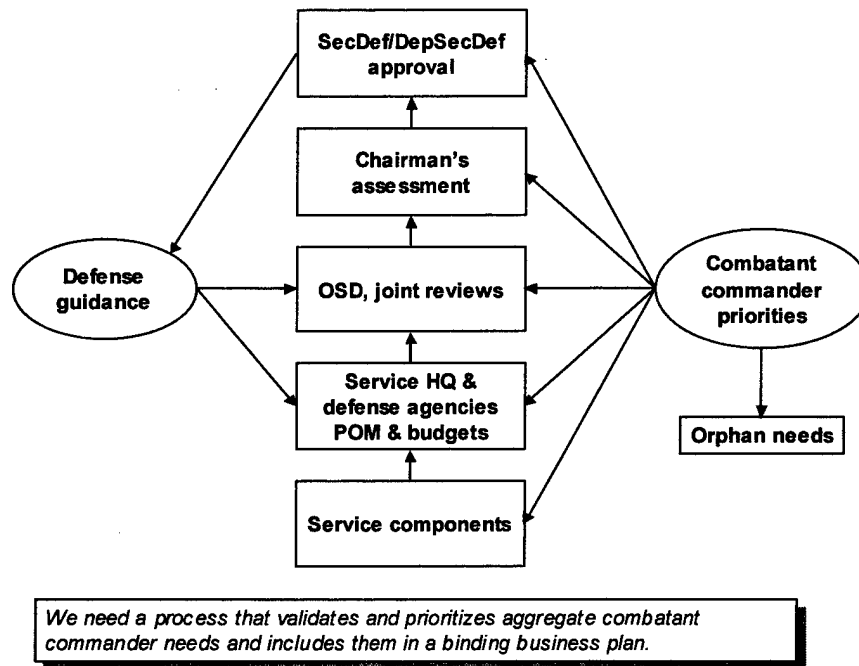 SecDef/DepSecDef
approval
Chairman's
assessment
Defense
guidance
OSD, joint reviews
Combatant
commander
priorities
Service HQ &
defense agencies
POM & budgets
Orphan needs
Service components
We need a process that validates and prioritizes aggregate combatant
commander needs and includes them in a binding business plan.